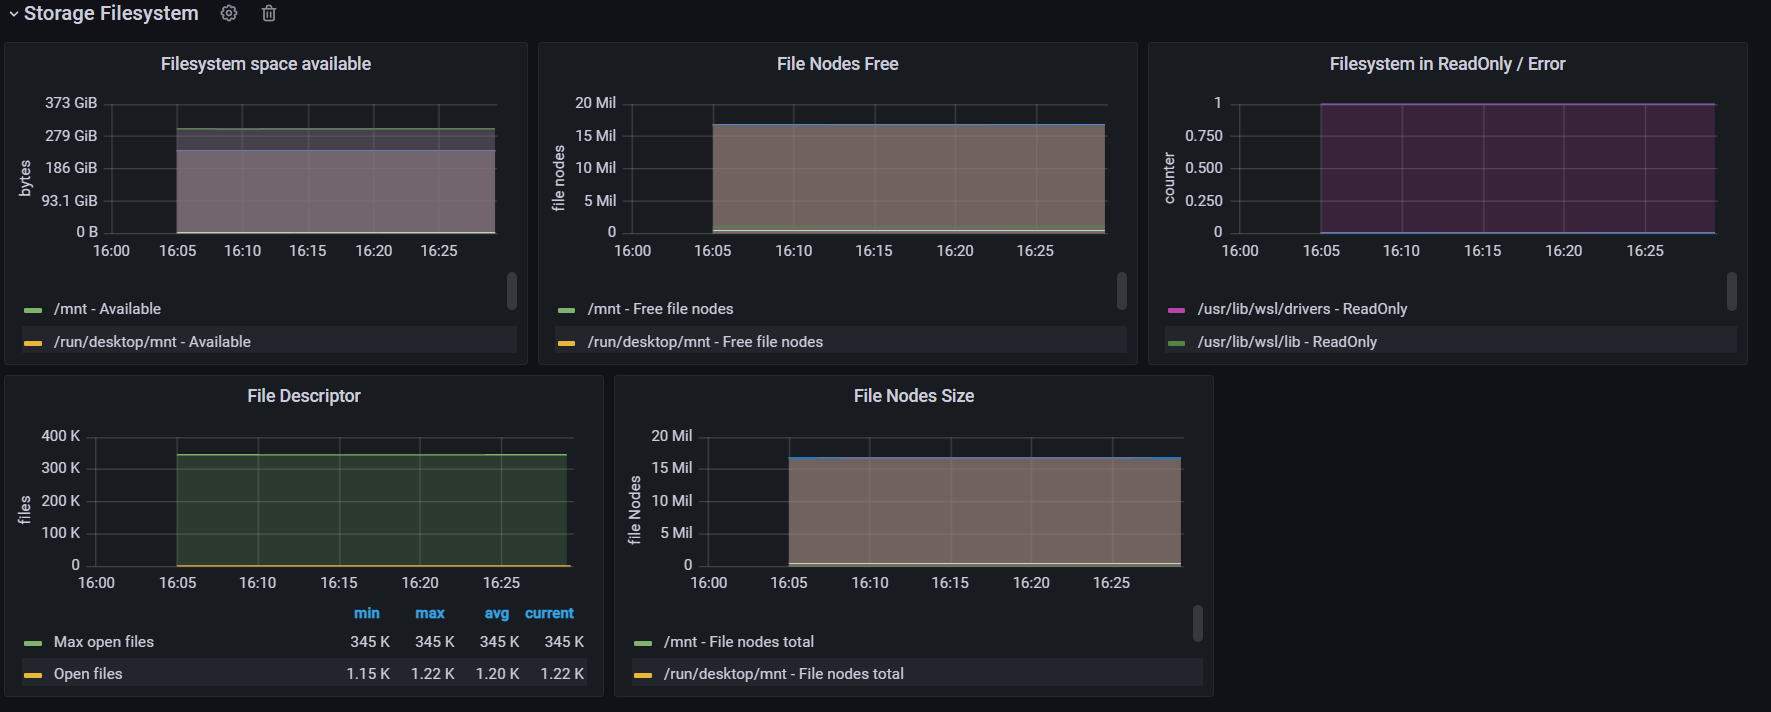 Storage Filesystem
Filesystem space available
373 GiB
279 GiB
186 GiB
93.1 GiB
0 B
bytes
16:00 16:05 16:10 16:15 16:20 16:25
/mnt - Available
/run/desktop/mnt - Available
File Nodes Free
20 Mil
15 Mil
10 Mil
5 Mil
0
file nodes
16:00 16:05 16:10 16:15 16:20 16:25
/mnt - Free file nodes
/run/desktop/mnt - Free file nodes
Filesystem in ReadOnly / Error
1
0.750
0.500
0.250
0
counter
16:00 16:05 16:10 16:15 16:20 16:25
/usr/lib/wsl/drivers - ReadOnly
/usr/lib/wsl/lib - ReadOnly
File Descriptor
400 K
300 K
200 K
100 K
0
files
16:00 16:05 16:10 16:15 16:20 16:25
min max avg current
Max open files 345 K 345 K 345 K 345 K
Open files 1.15 K 1.22 K 1.20 K 1.22 K
File Nodes Size
20 Mil
15 Mil
10 Mil
5 Mil
0
file Nodes
16:00 16:05 16:10 16:15 16:20 16:25
/mnt - File nodes total
/run/desktop/mnt - File nodes total